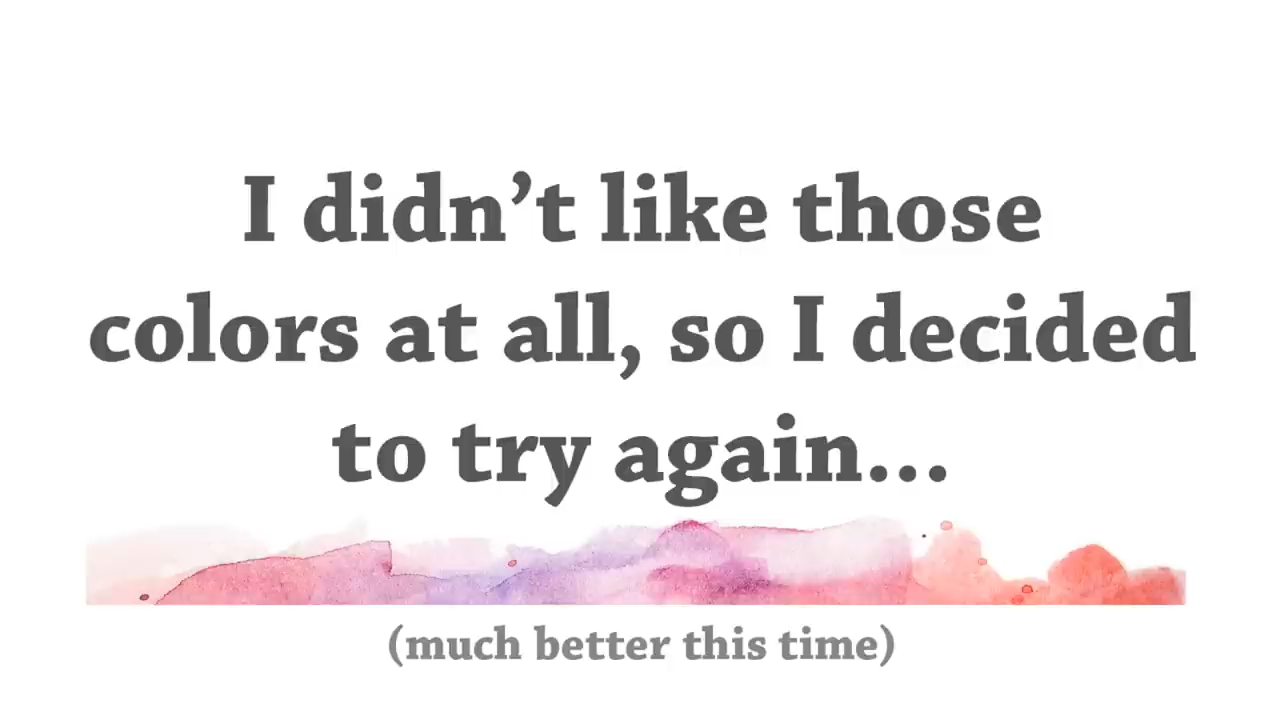 I didn’t like those
colors at all, so I decided
to try again...
(much better this time)